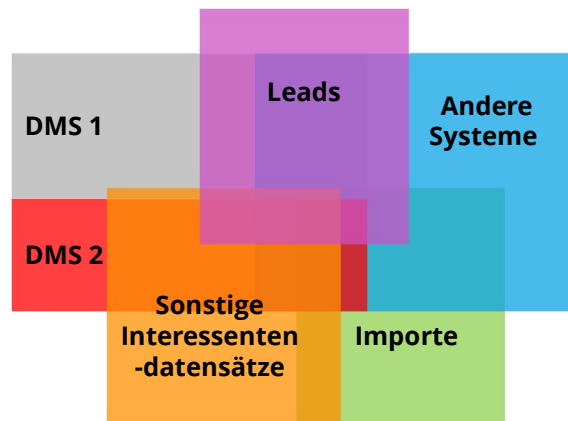 Leads
Andere
Systeme
DMS 1
DMS 2
Sonstige
Interessenten
-datensätze
Importe